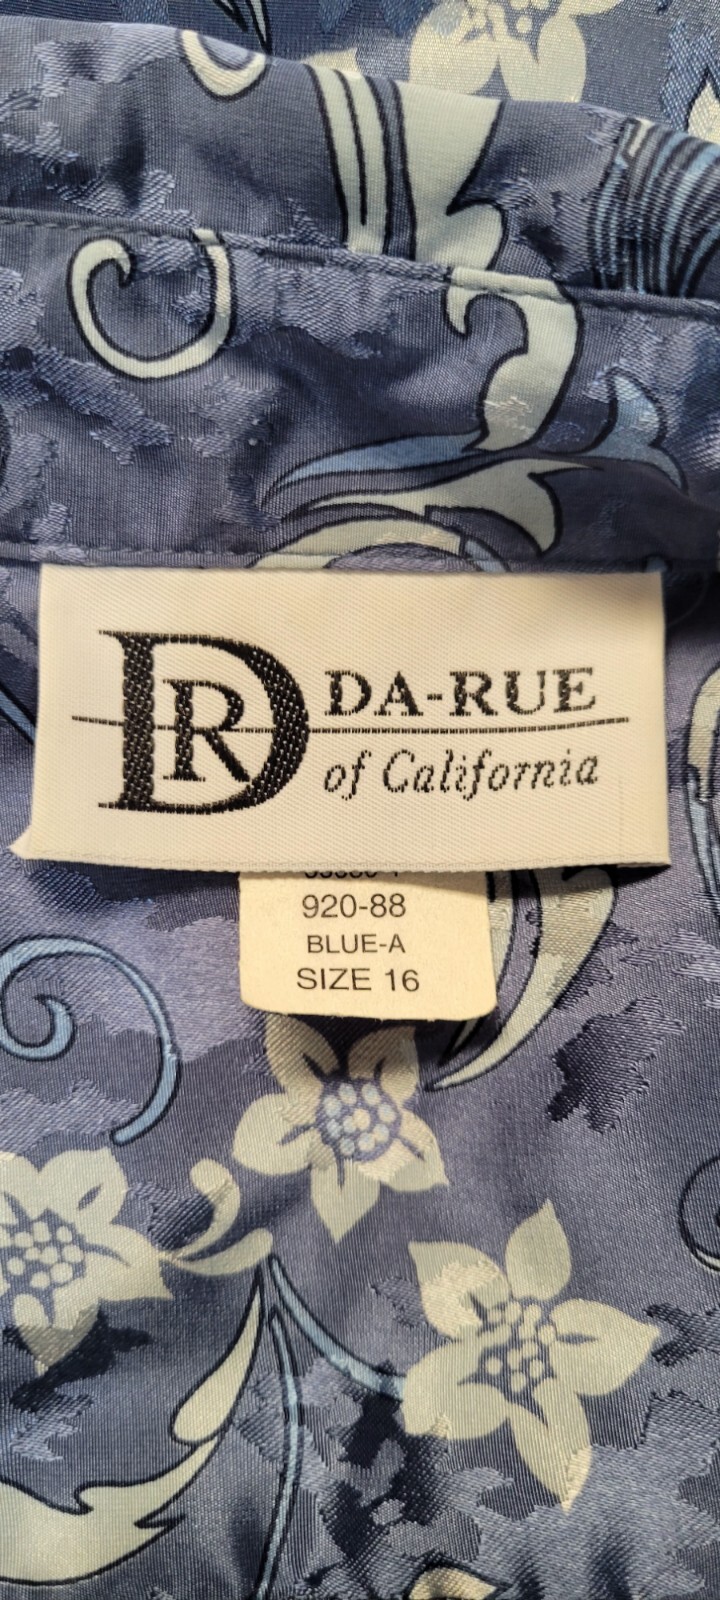 DR DA-RUE
of California
920-88
BLUE-A
SIZE 16